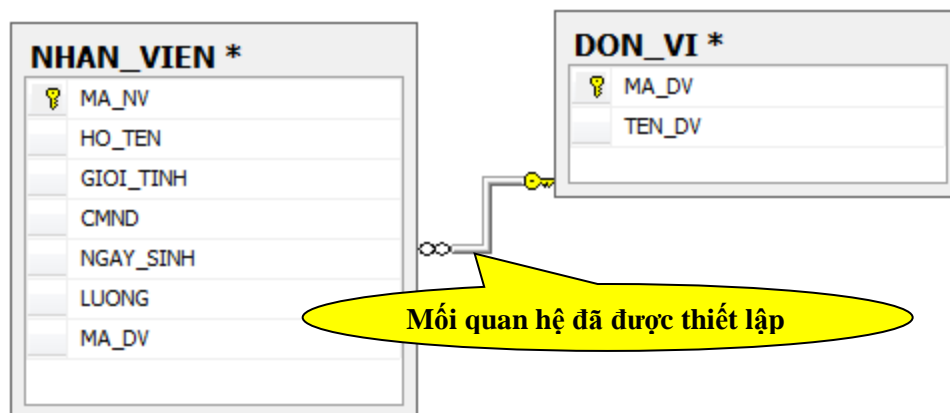 NHAN_VIEN *
MA_NV
HO_TEN
GIOI_TINH
CMND
NGAY_SINH
LUONG
MA_DV
DON_VI *
MA_DV
TEN_DV
Mối quan hệ đã được thiết lập